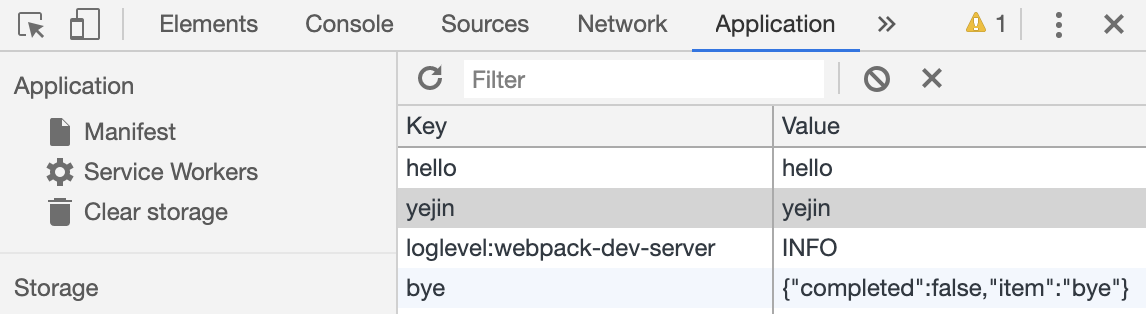 Elements Console Sources Network Application » 1
Application
Manifest
Service Workers
Clear storage
Storage
Filter
Key Value
hello hello
yejin yejin
loglevel:webpack-dev-server INFO
bye {"completed":false,"item":"bye"}